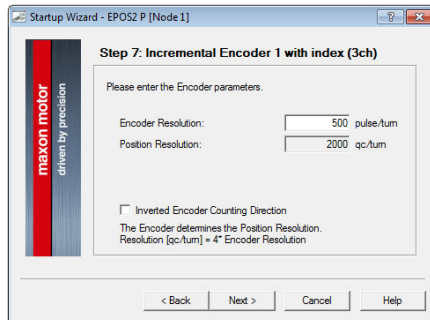 Startup Wizard - EPOS2 P [Node 1]
Step 7: Incremental Encoder 1 with index (3ch)
maxon motor
driven by precision
Please enter the Encoder parameters.
Encoder Resolution: 500 pulse/turn
Position Resolution: 2000 qc/turn
Inverted Encoder Counting Direction
The Encoder determines the Position Resolution.
Resolution [qc/turn] = 4* Encoder Resolution
< Back Next > Cancel Help